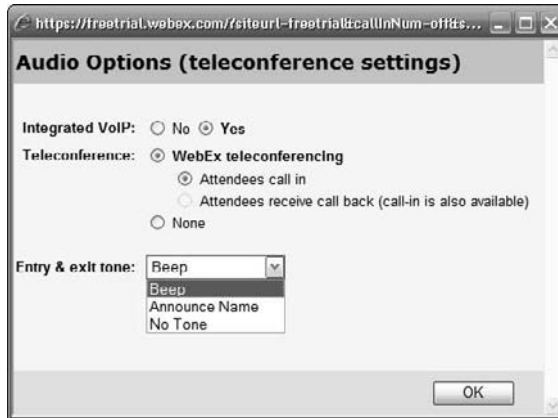 https://freetrial.webex.com/?siteurl=freetrial&callInNum=off&s...
Audio Options (teleconference settings)
Integrated VoIP: No Yes
Teleconference: WebEx teleconferencing
Attendees call in
Attendees receive call back (call-in is also available)
None
Entry & exit tone: Beep
Beep
Announce Name
No Tone
OK